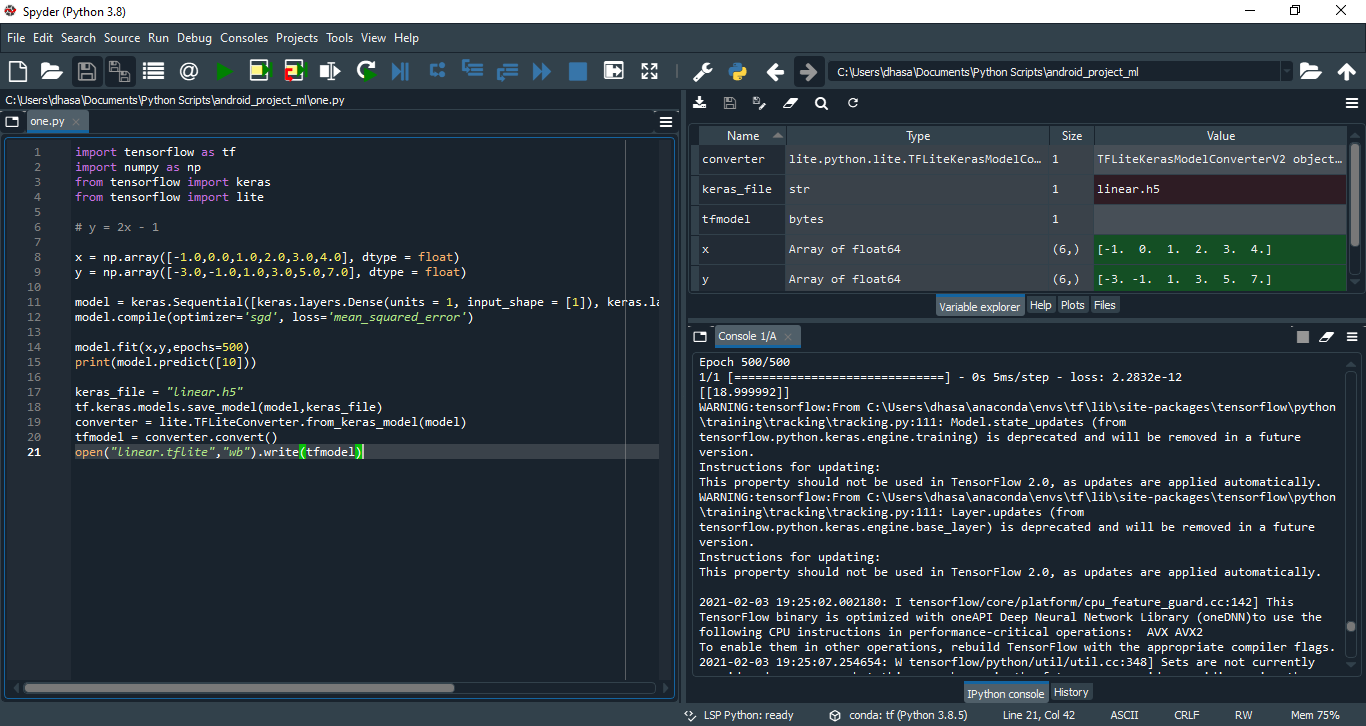 Spyder (Python 3.8)
File Edit Search Source Run Debug Consoles Projects Tools View Help
C:\Users\dhasa\Documents\Python Scripts\android_project_ml
C:\Users\dhasa\Documents\Python Scripts\android_project_ml\one.py
one.py
1 import tensorflow as tf
2 import numpy as np
3 from tensorflow import keras
4 from tensorflow import lite
5
6 # y = 2x - 1
7
8 x = np.array([-1.0,0.0,1.0,2.0,3.0,4.0], dtype = float)
9 y = np.array([-3.0,-1.0,1.0,3.0,5.0,7.0], dtype = float)
10
11 model = keras.Sequential([keras.layers.Dense(units = 1, input_shape = [1]), keras.la
12 model.compile(optimizer='sgd', loss='mean_squared_error')
13
14 model.fit(x,y,epochs=500)
15 print(model.predict([10]))
16
17 keras_file = "linear.h5"
18 tf.keras.models.save_model(model,keras_file)
19 converter = lite.TFLiteConverter.from_keras_model(model)
20 tfmodel = converter.convert()
21 open("linear.tflite","wb").write(tfmodel)
Name Type Size Value
converter lite.python.lite.TFLiteKerasModelCo… 1 TFLiteKerasModelConverterV2 object…
keras_file str 1 linear.h5
tfmodel bytes 1
x Array of float64 (6,) [-1. 0. 1. 2. 3. 4.]
y Array of float64 (6,) [-3. -1. 1. 3. 5. 7.]
Variable explorer Help Plots Files
Console 1/A
Epoch 500/500
1/1 [==============================] - 0s 5ms/step - loss: 2.2832e-12
[[18.999992]]
WARNING:tensorflow:From C:\Users\dhasa\anaconda\envs\tf\lib\site-packages\tensorflow\python
\training\tracking\tracking.py:111: Model.state_updates (from
tensorflow.python.keras.engine.training) is deprecated and will be removed in a future
version.
Instructions for updating:
This property should not be used in TensorFlow 2.0, as updates are applied automatically.
WARNING:tensorflow:From C:\Users\dhasa\anaconda\envs\tf\lib\site-packages\tensorflow\python
\training\tracking\tracking.py:111: Layer.updates (from
tensorflow.python.keras.engine.base_layer) is deprecated and will be removed in a future
version.
Instructions for updating:
This property should not be used in TensorFlow 2.0, as updates are applied automatically.
2021-02-03 19:25:02.002180: I tensorflow/core/platform/cpu_feature_guard.cc:142] This
TensorFlow binary is optimized with oneAPI Deep Neural Network Library (oneDNN)to use the
following CPU instructions in performance-critical operations: AVX AVX2
To enable them in other operations, rebuild TensorFlow with the appropriate compiler flags.
2021-02-03 19:25:07.254654: W tensorflow/python/util/util.cc:348] Sets are not currently
IPython console History
LSP Python: ready conda: tf (Python 3.8.5) Line 21, Col 42 ASCII CRLF RW Mem 75%